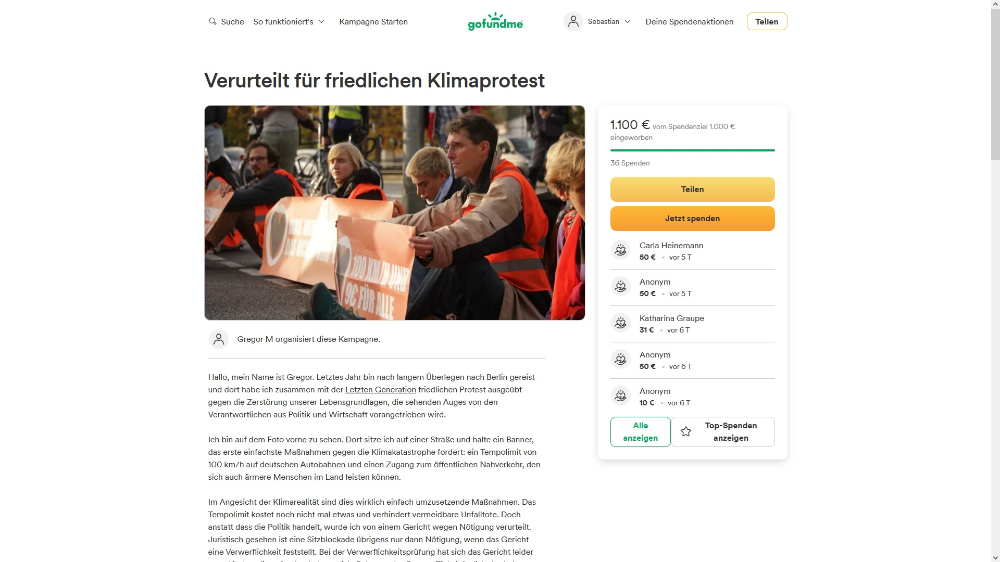 Suche So funktioniert's Kampagne Starten gofundme Sebastian Deine Spendenaktionen Teilen
Verurteilt für friedlichen Klimaprotest
100 KM/H UND
9€ FÜR ALLE
Gregor M organisiert diese Kampagne.
Hallo, mein Name ist Gregor. Letztes Jahr bin nach langem Überlegen nach Berlin gereist
und dort habe ich zusammen mit der Letzten Generation friedlichen Protest ausgeübt -
gegen die Zerstörung unserer Lebensgrundlagen, die sehenden Auges von den
Verantwortlichen aus Politik und Wirtschaft vorangetrieben wird.
Ich bin auf dem Foto vorne zu sehen. Dort sitze ich auf einer Straße und halte ein Banner,
das erste einfachste Maßnahmen gegen die Klimakatastrophe fordert: ein Tempolimit von
100 km/h auf deutschen Autobahnen und einen Zugang zum öffentlichen Nahverkehr, den
sich auch ärmere Menschen im Land leisten können.
Im Angesicht der Klimarealität sind dies wirklich einfach umzusetzende Maßnahmen. Das
Tempolimit kostet noch nicht mal etwas und verhindert vermeidbare Unfalltote. Doch
anstatt dass die Politik handelt, wurde ich von einem Gericht wegen Nötigung verurteilt.
Juristisch gesehen ist eine Sitzblockade übrigens nur dann Nötigung, wenn das Gericht
eine Verwerflichkeit feststellt. Bei der Verwerflichkeitsprüfung hat sich das Gericht leider
1.100 € vom Spendenziel 1.000 €
eingeworben
36 Spenden
Teilen
Jetzt spenden
Carla Heinemann
50 € • vor 5 T
Anonym
50 € • vor 5 T
Katharina Graupe
31 € • vor 6 T
Anonym
50 € • vor 6 T
Anonym
10 € • vor 6 T
Alle
anzeigen
Top-Spenden
anzeigen